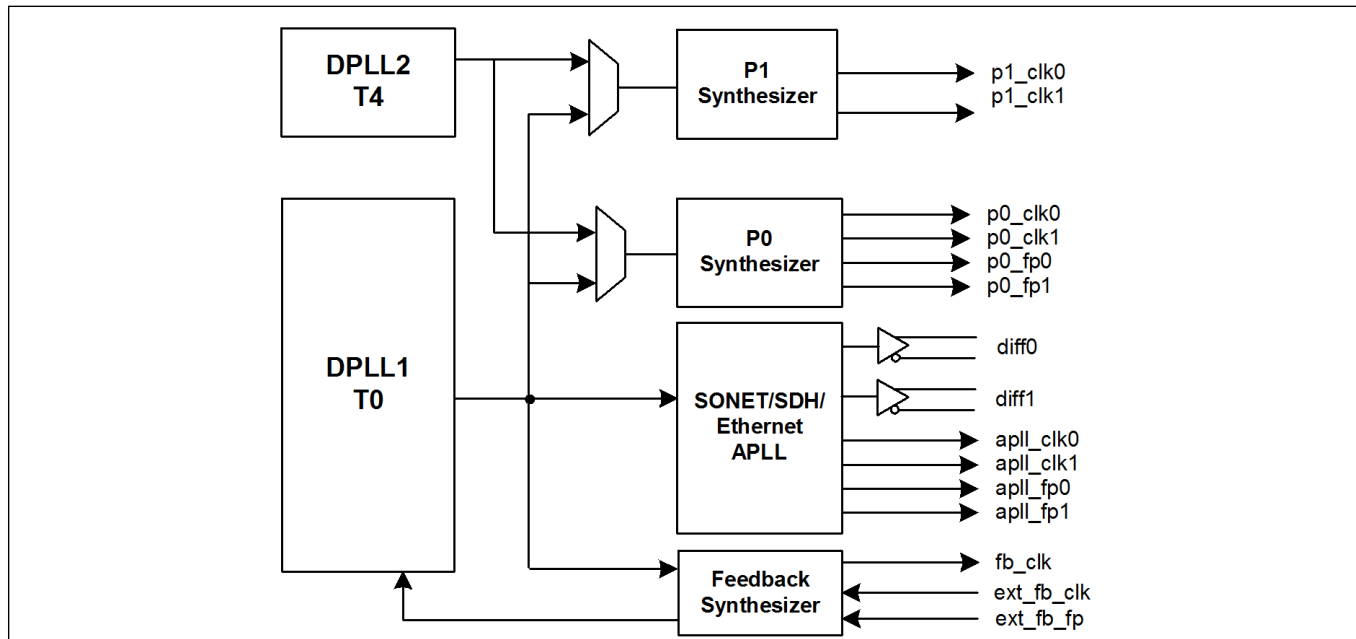 DPLL2
T4
P1
Synthesizer
p1_clk0
p1_clk1
DPLL1
T0
P0
Synthesizer
p0_clk0
p0_clk1
p0_fp0
p0_fp1
SONET/SDH/
Ethernet
APLL
diff0
diff1
apll_clk0
apll_clk1
apll_fp0
apll_fp1
Feedback
Synthesizer
fb_clk
ext_fb_clk
ext_fb_fp